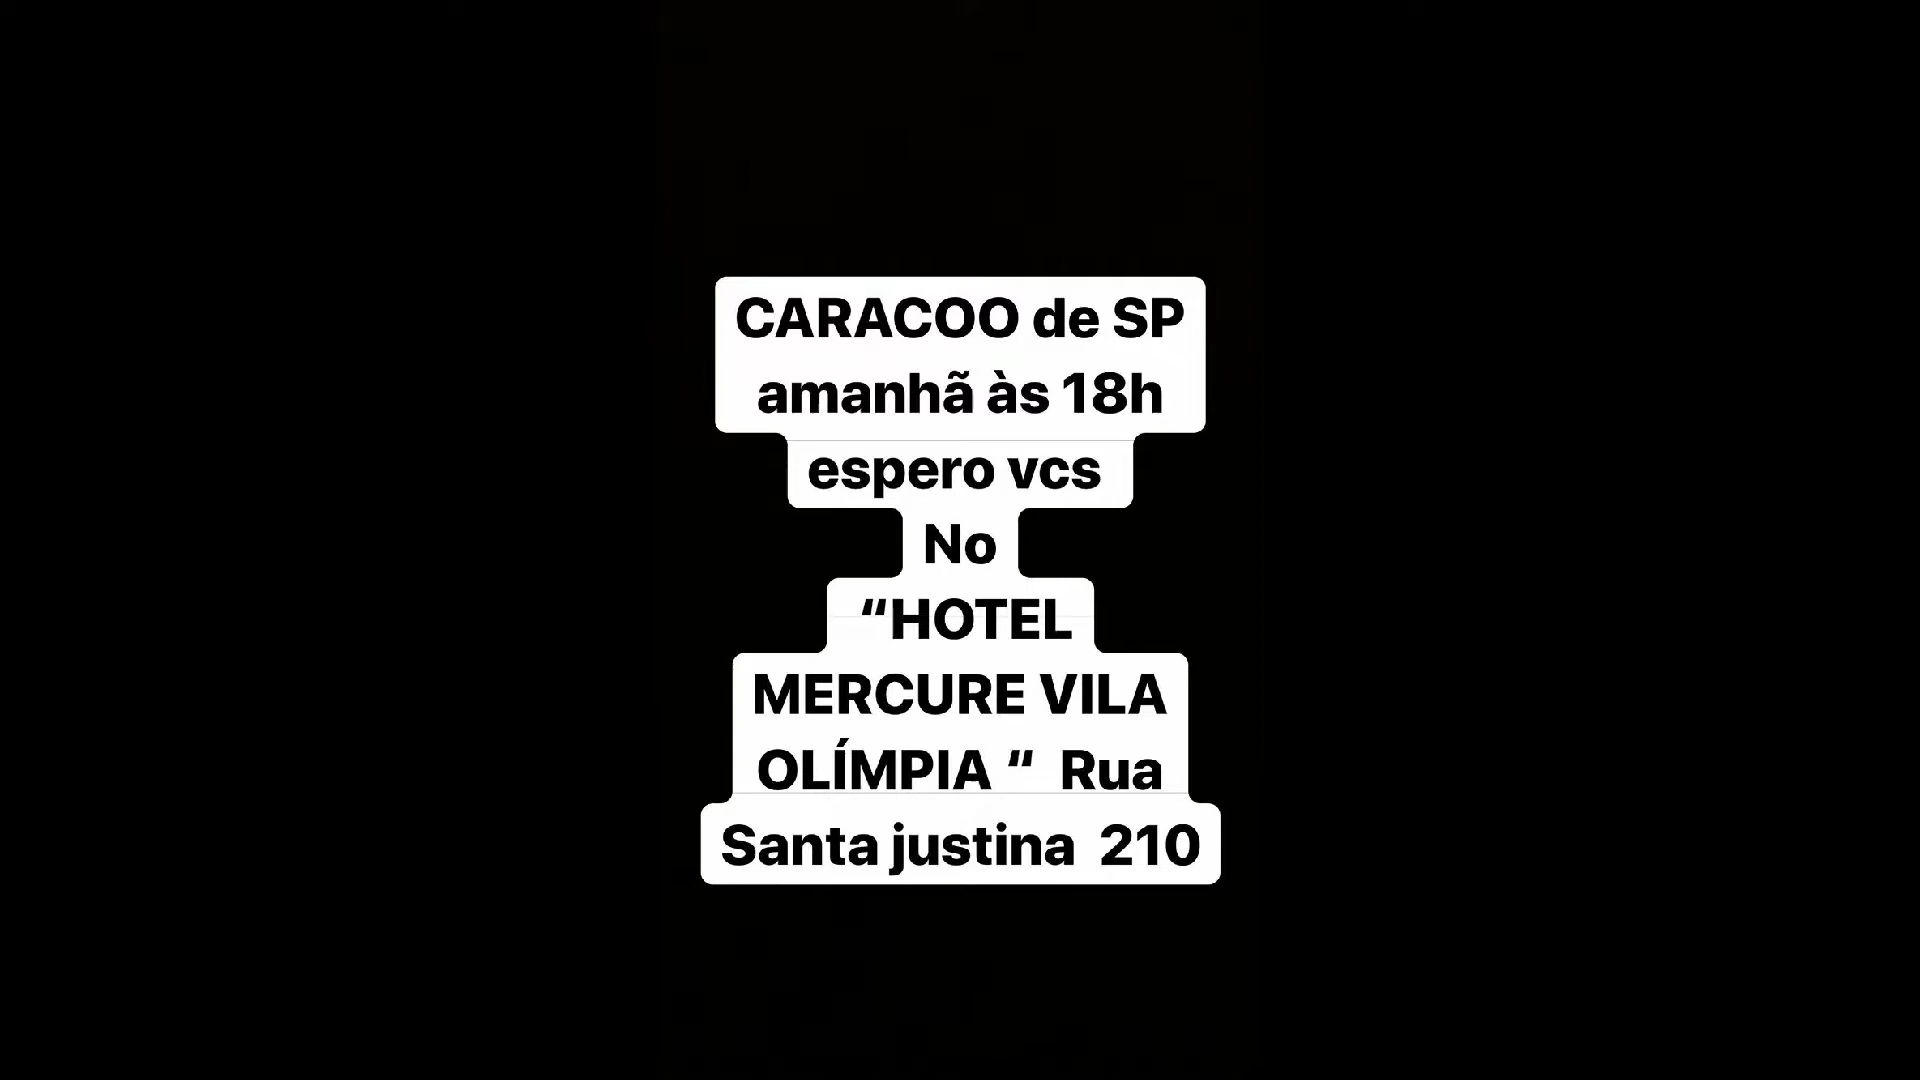 CARACOO de SP
amanhã às 18h
espero vcs
No
“HOTEL
MERCURE VILA
OLÍMPIA “  Rua
Santa justina  210